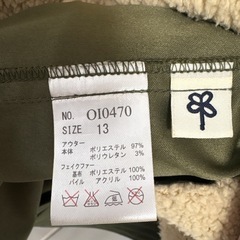 NO. OI0470
SIZE 13
アウター ポリエステル 97%
ポリウレタン 3%
フェイクファー
基布 ポリエステル 100%
パイル アクリル 100%